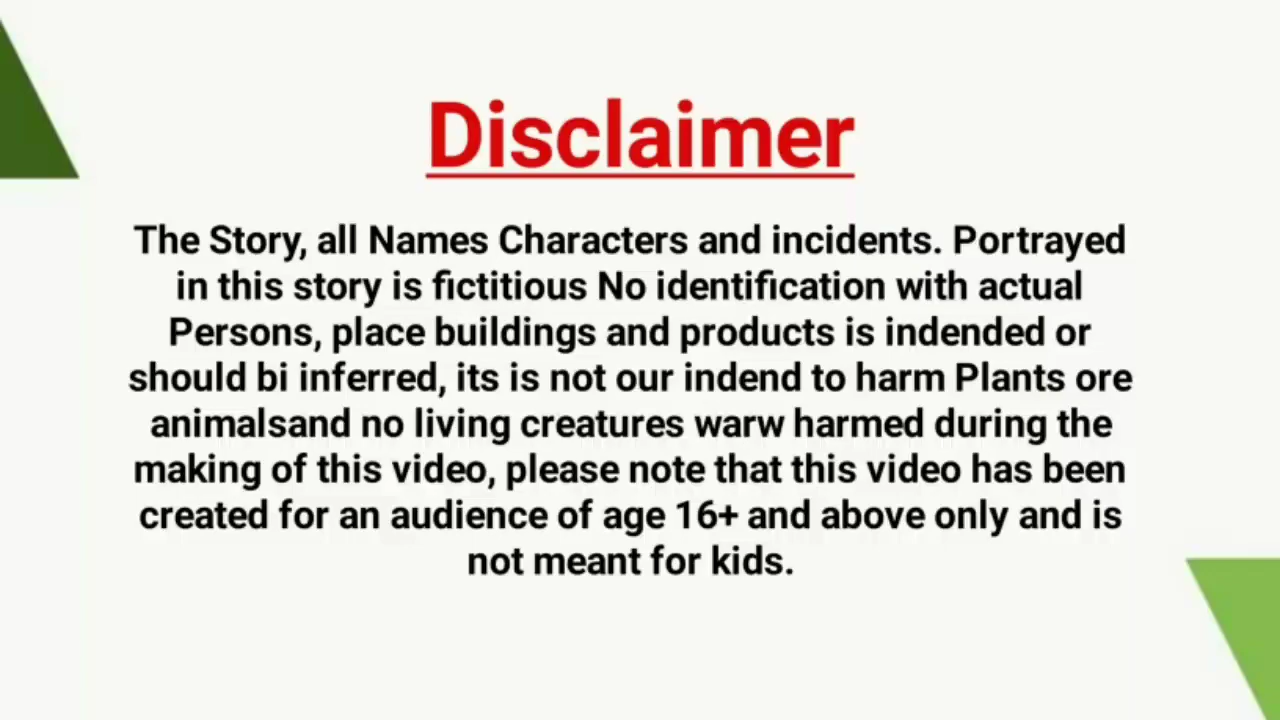 Disclaimer
The Story, all Names Characters and incidents. Portrayed
in this story is fictitious No identification with actual
Persons, place buildings and products is indended or
should bi inferred, its is not our indend to harm Plants ore
animalsand no living creatures warw harmed during the
making of this video, please note that this video has been
created for an audience of age 16+ and above only and is
not meant for kids.